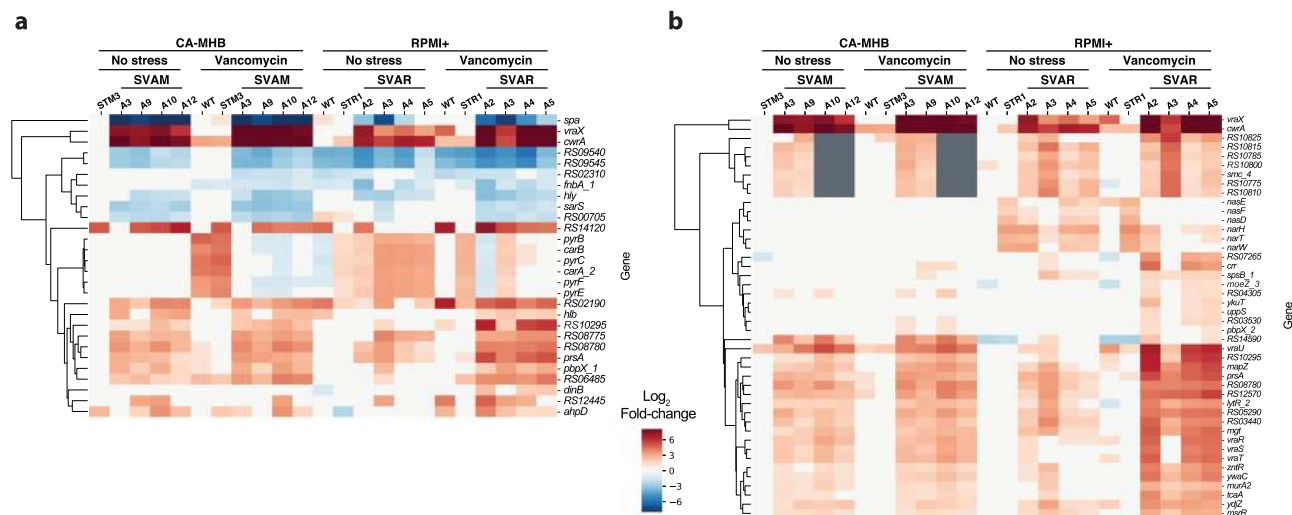 a
CA-MHB RPMI+
No stress Vancomycin No stress Vancomycin
SVAM SVAM SVAR SVAR
STM3 A3 A9 A10 A12 WT STM3 A3 A9 A10 A12 WT STR1 A2 A3 A4 A5 WT STR1 A2 A3 A4 A5
spa
vraX
cwrA
RS09540
RS09545
RS02310
fnbA_1
hly
sarS
RS00705
RS14120
pyrB
carB
pyrC
carA_2
pyrF
pyrE
RS02190
hlb
RS10295
RS08775
RS08780
prsA
pbpX_1
RS06485
dinB
RS12445
ahpD
Gene
Log2
Fold-change
6
3
0
−3
−6
b
CA-MHB RPMI+
No stress Vancomycin No stress Vancomycin
SVAM SVAM SVAR SVAR
STM3 A3 A9 A10 A12 WT STM3 A3 A9 A10 A12 WT STR1 A2 A3 A4 A5 WT STR1 A2 A3 A4 A5
vraX
cwrA
RS10825
RS10815
RS10785
RS10800
smc_4
RS10775
RS10810
nasE
nasF
nasD
narH
narT
narW
RS07265
crr
spsB_1
moeZ_3
RS04305
ykuT
uppS
RS03530
pbpX_2
RS14590
vraU
RS10295
mapZ
prsA
RS08780
RS12570
lytR_2
RS05290
RS03440
mgt
vraR
vraS
vraT
zntR
ywaC
murA2
tcaA
ydjZ
msrR
Gene